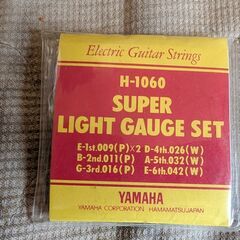 Electric Guitar Strings
H-1060
SUPER
LIGHT GAUGE SET
E-1st.009(P)×2 D-4th.026(W)
B-2nd.011(P) A-5th.032(W)
G-3rd.016(P) E-6th.042(W)
YAMAHA
YAMAHA CORPORATION HAMAMATSU JAPAN